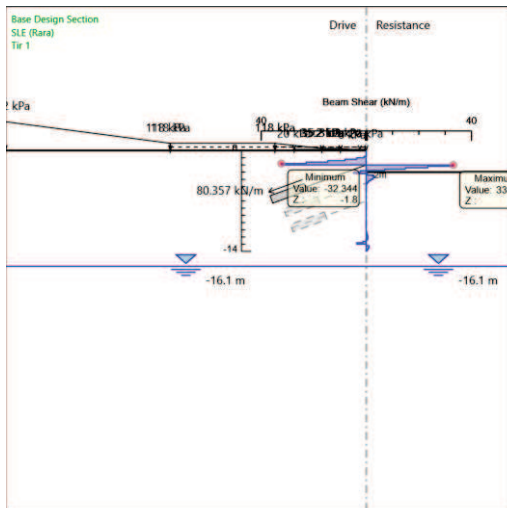 Base Design Section
SLE (Rara)
Tir 1
Drive
Resistance
Beam Shear (kN/m)
40
40
kPa
118 kPa
20
Minimum
Value: -32.344
Z : -1.8
Maximu
Value: 33
Z :
80.357 kN/m
-14
-16.1 m
-16.1 m